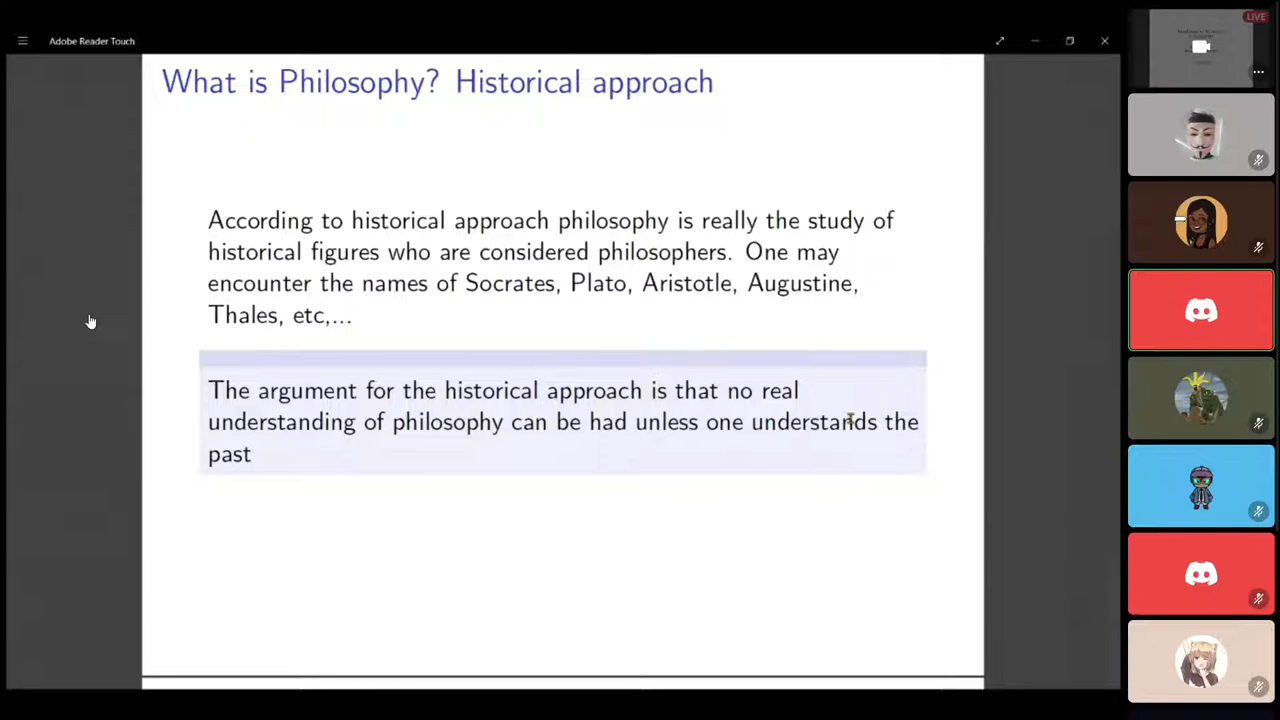 LIVE
Adobe Reader Touch
What is Philosophy? Historical approach
According to historical approach philosophy is really the study of
historical figures who are considered philosophers. One may
encounter the names of Socrates, Plato, Aristotle, Augustine,
Thales, etc,...
The argument for the historical approach is that no real
understanding of philosophy can be had unless one understands the
past